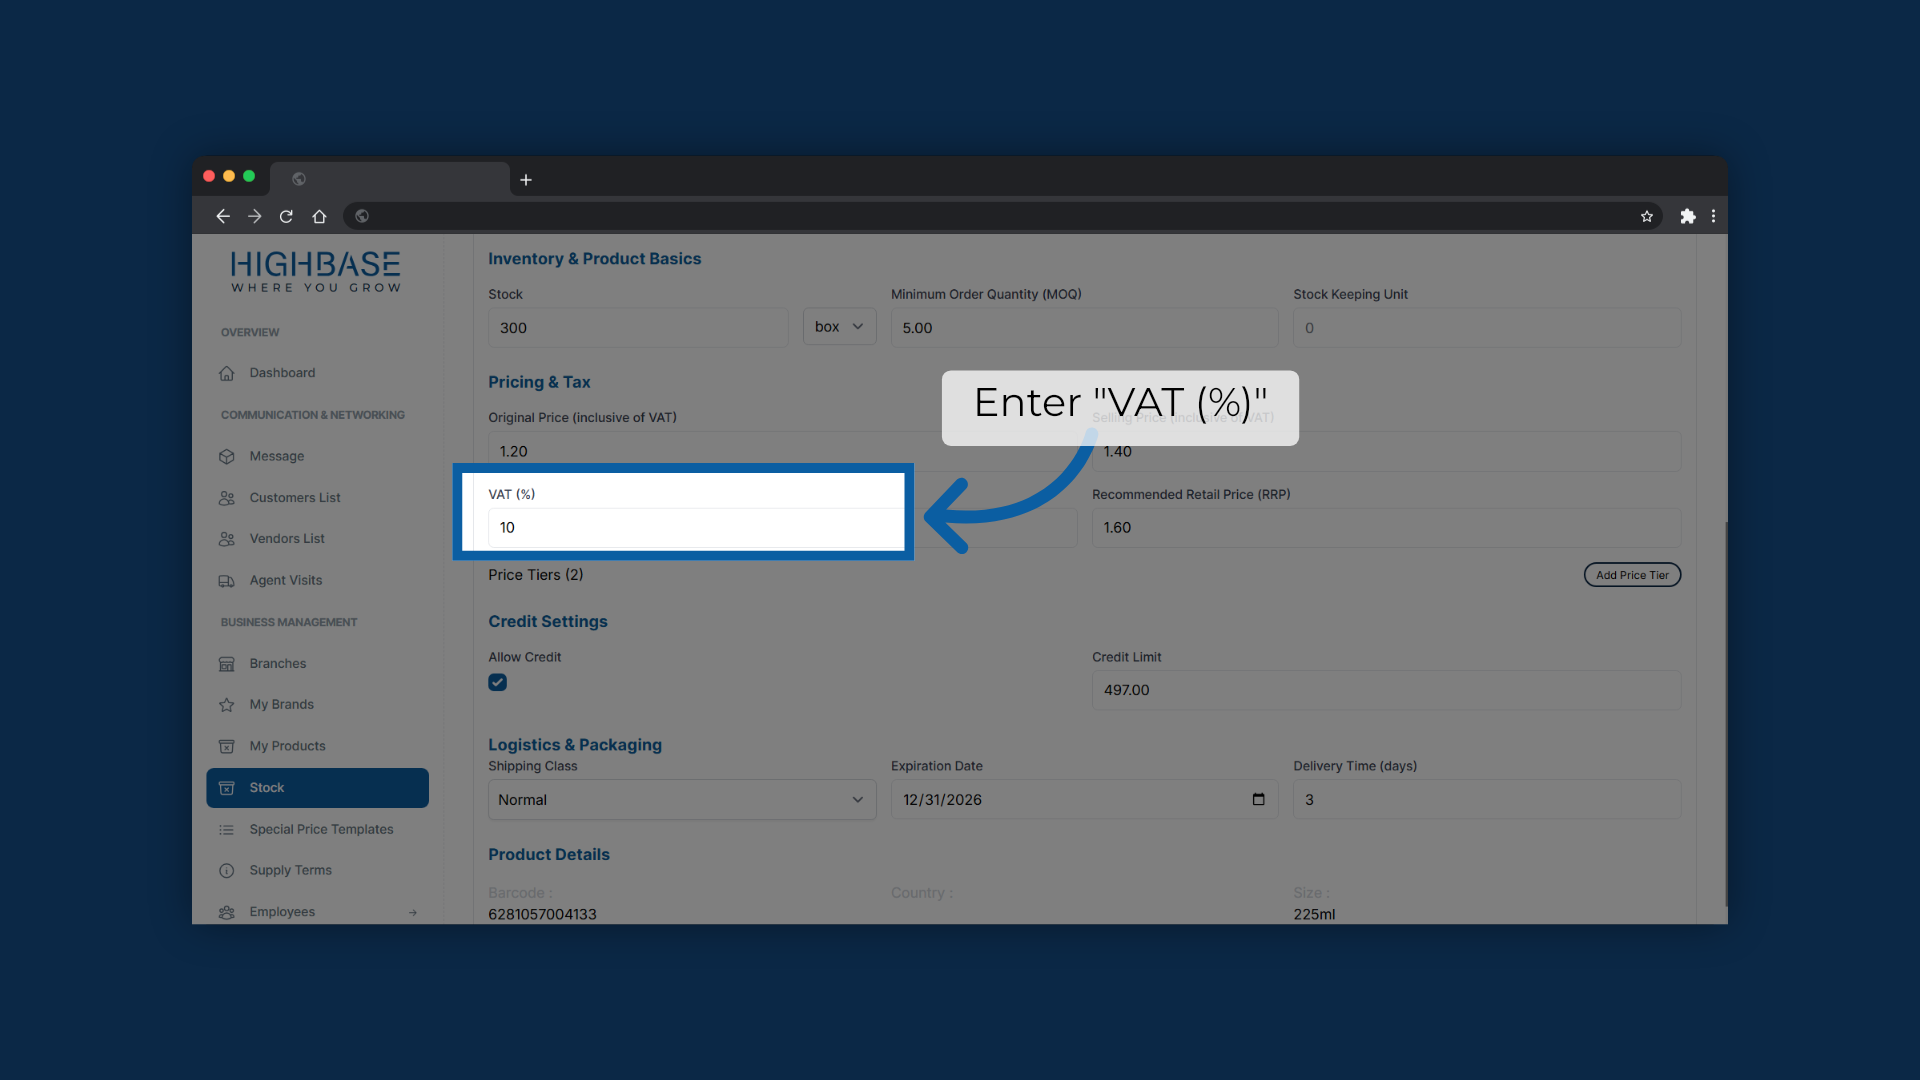 HIGHBASE
WHERE YOU GROW
OVERVIEW
Dashboard
COMMUNICATION & NETWORKING
Message
Customers List
Vendors List
Agent Visits
BUSINESS MANAGEMENT
Branches
My Brands
My Products
Stock
Special Price Templates
Supply Terms
Employees
Inventory & Product Basics
Stock
Minimum Order Quantity (MOQ)
Stock Keeping Unit
300
box
5.00
0
Pricing & Tax
Enter "VAT (%)"
Original Price (inclusive of VAT)
Selling Price (inclusive of VAT)
1.20
1.40
VAT (%)
Recommended Retail Price (RRP)
10
1.60
Price Tiers (2)
Add Price Tier
Credit Settings
Allow Credit
Credit Limit
497.00
Logistics & Packaging
Shipping Class
Expiration Date
Delivery Time (days)
Normal
12/31/2026
3
Product Details
Barcode :
Country :
Size :
6281057004133
225ml